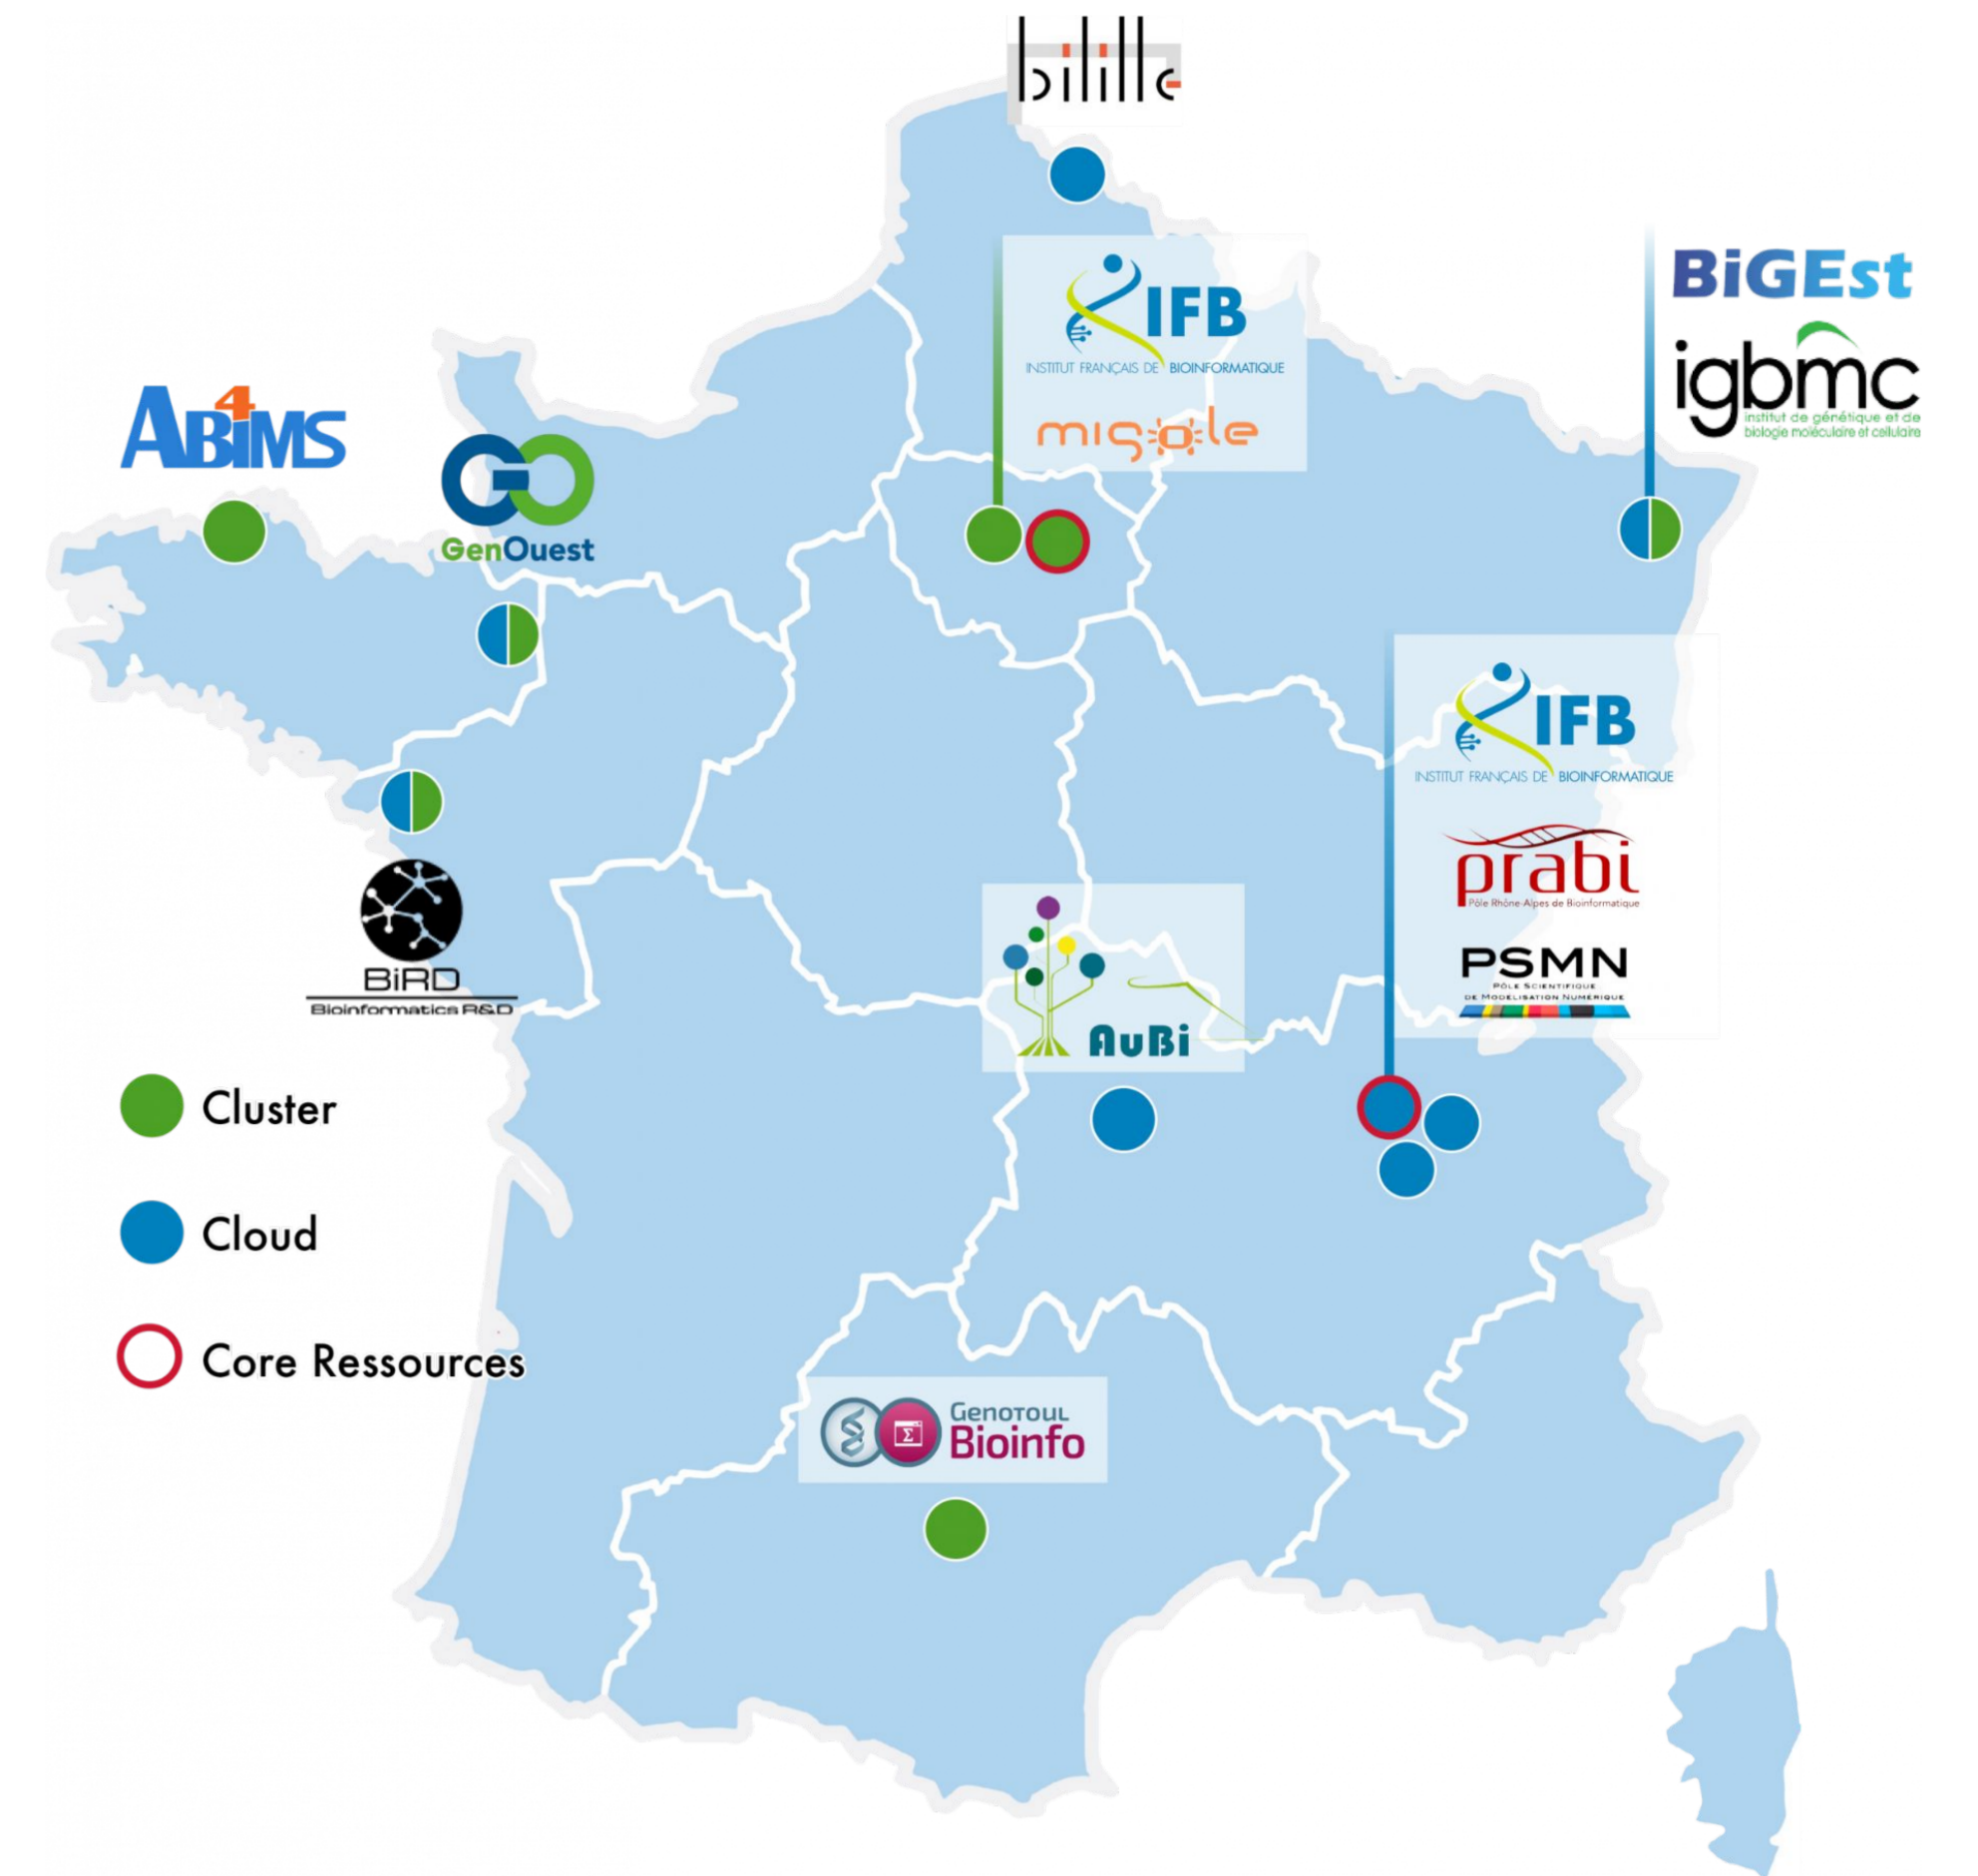 bilille
IFB
INSTITUT FRANÇAIS DE BIOINFORMATIQUE
migale
BiGEst
igbmc
institut de génétique et de
biologie moléculaire et cellulaire
ABiMS
4
GO
GenOuest
IFB
INSTITUT FRANÇAIS DE BIOINFORMATIQUE
prabi
Pôle Rhône-Alpes de Bioinformatique
PSMN
PÔLE SCIENTIFIQUE
DE MODÉLISATION NUMÉRIQUE
BiRD
Bioinformatics R&D
AuBi
Cluster
Cloud
Core Ressources
GENOTOUL
Bioinfo
Σ